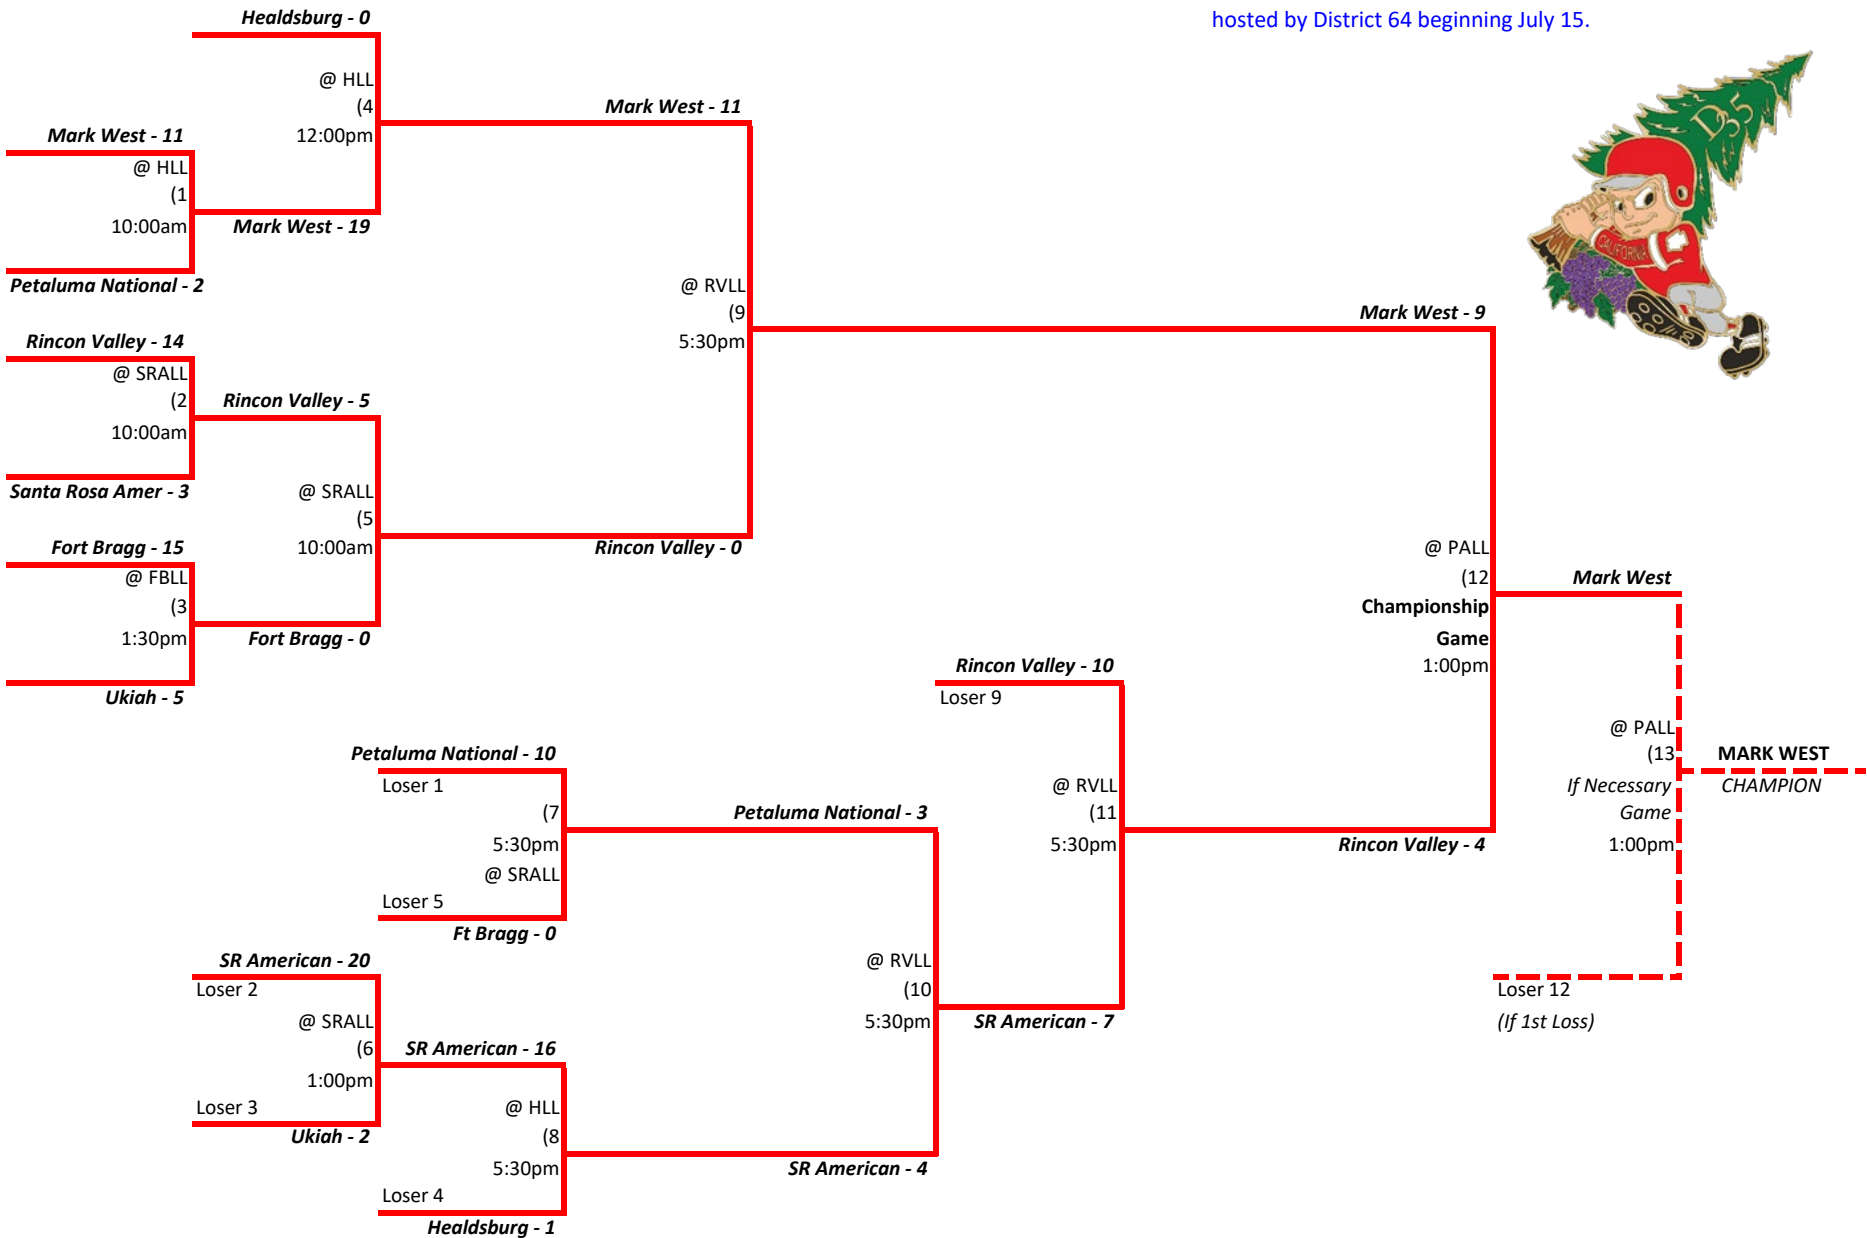 Healdsburg - 0
hosted by District 64 beginning July 15.
@ HLL
(4
12:00pm
Mark West - 11
Mark West - 11
@ HLL
(1
10:00am
Mark West - 19
Petaluma National - 2
D35
CALIFORNIA
@ RVLL
(9
5:30pm
Mark West - 9
Rincon Valley - 14
@ SRALL
(2
10:00am
Rincon Valley - 5
Santa Rosa Amer - 3
@ SRALL
(5
10:00am
Rincon Valley - 0
Fort Bragg - 15
@ FBLL
(3
1:30pm
Fort Bragg - 0
Ukiah - 5
@ PALL
(12
Championship
Game
1:00pm
Mark West
Rincon Valley - 10
Loser 9
@ PALL
(13
If Necessary
Game
1:00pm
MARK WEST
CHAMPION
Petaluma National - 10
Loser 1
(7
5:30pm
@ SRALL
Loser 5
Ft Bragg - 0
Petaluma National - 3
@ RVLL
(11
5:30pm
Rincon Valley - 4
SR American - 20
Loser 2
@ SRALL
(6
1:00pm
Loser 3
Ukiah - 2
SR American - 16
@ RVLL
(10
5:30pm
SR American - 7
Loser 12
(If 1st Loss)
@ HLL
(8
5:30pm
SR American - 4
Loser 4
Healdsburg - 1